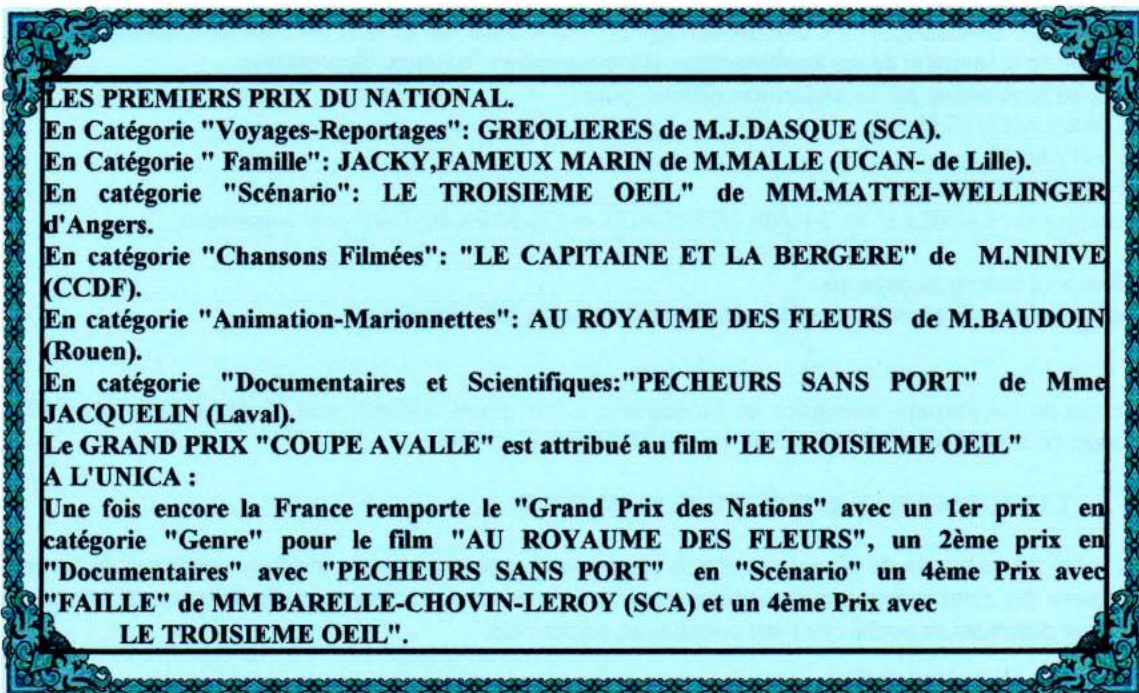 LES PREMIERS PRIX DU NATIONAL.
En Catégorie "Voyages-Reportages": GREOLIERES de M.J.DASQUE (SCA).
En Catégorie " Famille": JACKY,FAMEUX MARIN de M.MALLE (UCAN- de Lille).
En catégorie "Scénario": LE TROISIEME OEIL" de MM.MATTEI-WELLINGER
d'Angers.
En catégorie "Chansons Filmées": "LE CAPITAINE ET LA BERGERE" de M.NINIVE
(CCDF).
En catégorie "Animation-Marionnettes": AU ROYAUME DES FLEURS de M.BAUDOIN
(Rouen).
En catégorie "Documentaires et Scientifiques:"PECHEURS SANS PORT" de Mme
JACQUELIN (Laval).
Le GRAND PRIX "COUPE AVALLE" est attribué au film "LE TROISIEME OEIL"
A L'UNICA :
Une fois encore la France remporte le "Grand Prix des Nations" avec un 1er prix en
catégorie "Genre" pour le film "AU ROYAUME DES FLEURS", un 2ème prix en
"Documentaires" avec "PECHEURS SANS PORT" en "Scénario" un 4ème Prix avec
"FAILLE" de MM BARELLE-CHOVIN-LEROY (SCA) et un 4ème Prix avec
LE TROISIEME OEIL".